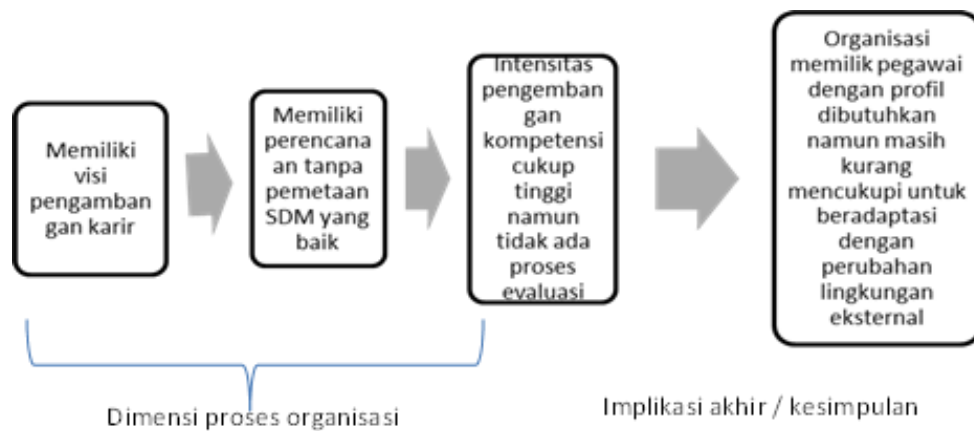 Memiliki
visi
pengamban
gan karir
Memiliki
perencana
an tanpa
pemetaan
SDM yang
baik
Intensitas
pengemban
gan
kompetensi
cukup
tinggi
namun
tidak ada
proses
evaluasi
Organisasi
memilik pegawai
dengan profil
dibutuhkan
namun masih
kurang
mencukupi untuk
beradaptasi
dengan
perubahan
lingkungan
eksternal
Dimensi proses organisasi
Implikasi akhir / kesimpulan